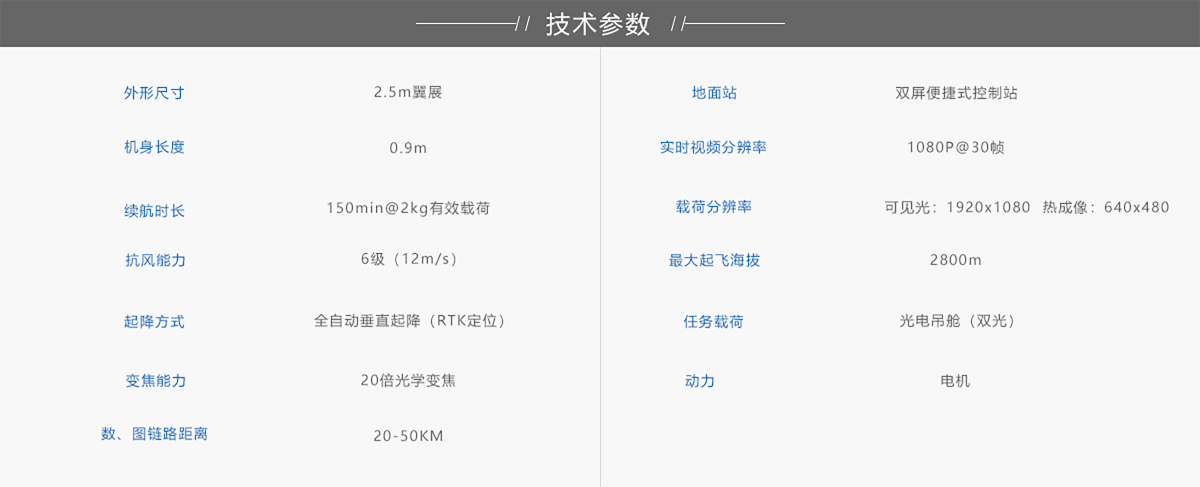 技术参数
外形尺寸 2.5m翼展
机身长度 0.9m
续航时长 150min@2kg有效载荷
抗风能力 6级（12m/s）
起降方式 全自动垂直起降（RTK定位）
变焦能力 20倍光学变焦
数、图链路距离 20-50KM
地面站 双屏便捷式控制站
实时视频分辨率 1080P@30帧
载荷分辨率 可见光：1920x1080 热成像：640x480
最大起飞海拔 2800m
任务载荷 光电吊舱（双光）
动力 电机